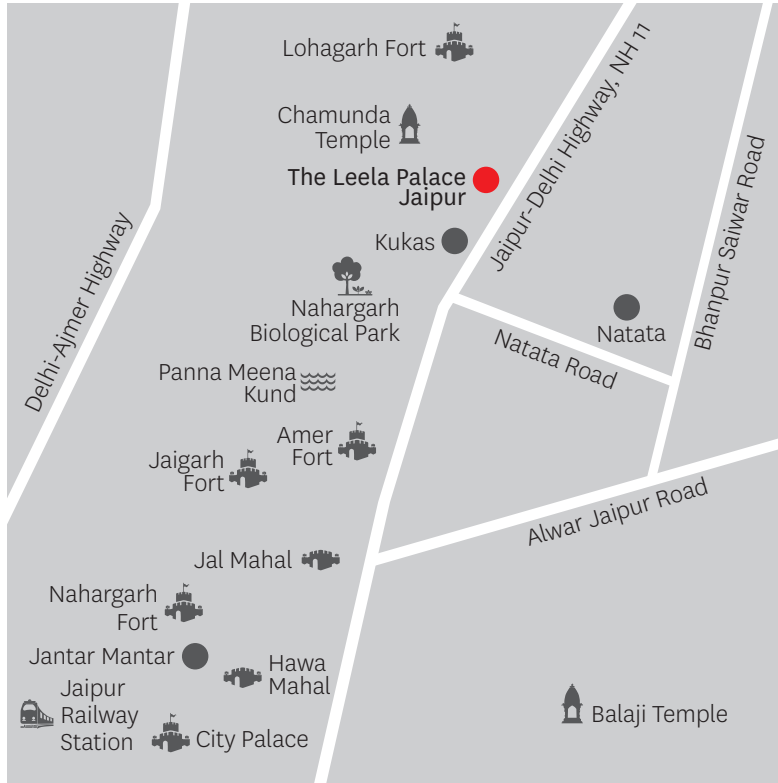 Lohagarh Fort
Chamunda
Temple
The Leela Palace
Jaipur
Jaipur-Delhi Highway, NH 11
Kukas
Bhanpur Saiwar Road
Delhi-Ajmer Highway
Nahargarh
Biological Park
Natata
Natata Road
Panna Meena
Kund
Amer
Fort
Jaigarh
Fort
Alwar Jaipur Road
Jal Mahal
Nahargarh
Fort
Jantar Mantar
Hawa
Mahal
Jaipur
Railway
Station
City Palace
Balaji Temple